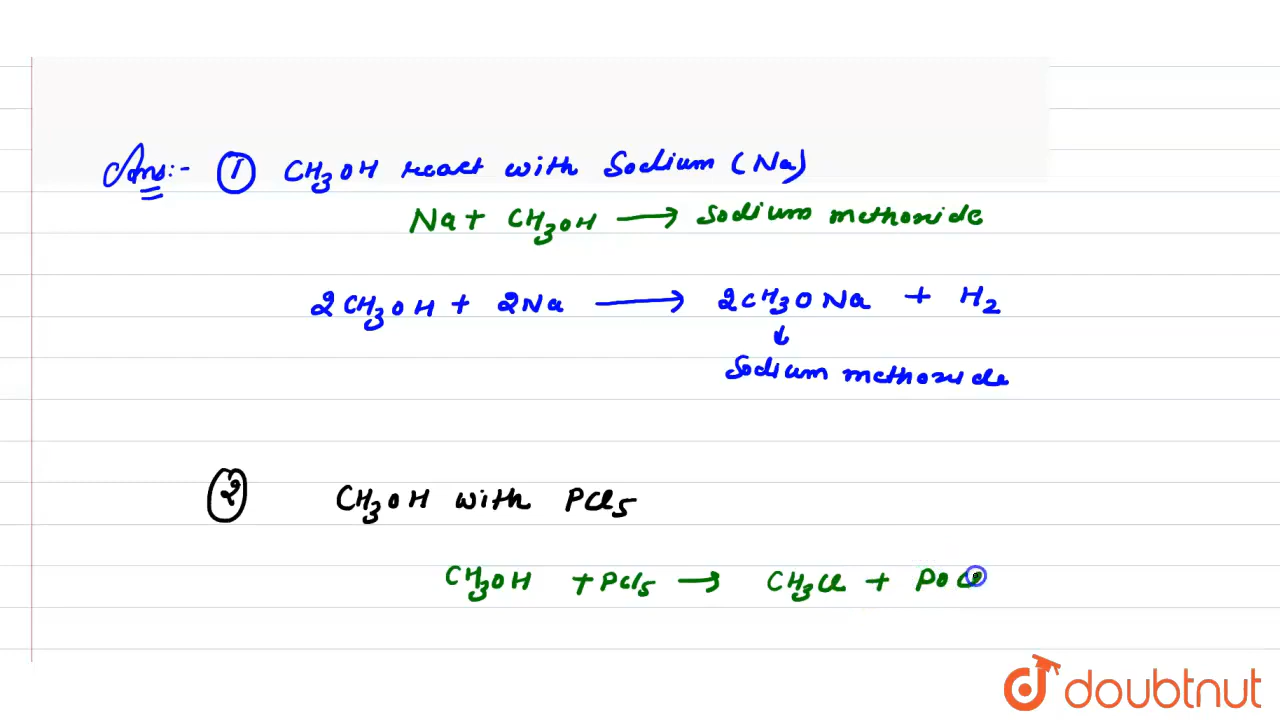 Ans:- 1 CH3OH react with Sodium (Na)
Na + CH3OH → Sodium methoxide
2CH3OH + 2Na → 2CH3ONa + H2
↓
Sodium methoxide
2 CH3OH with PCl5
CH3OH + PCl5 → CH3Cl + POCl
doubtnut